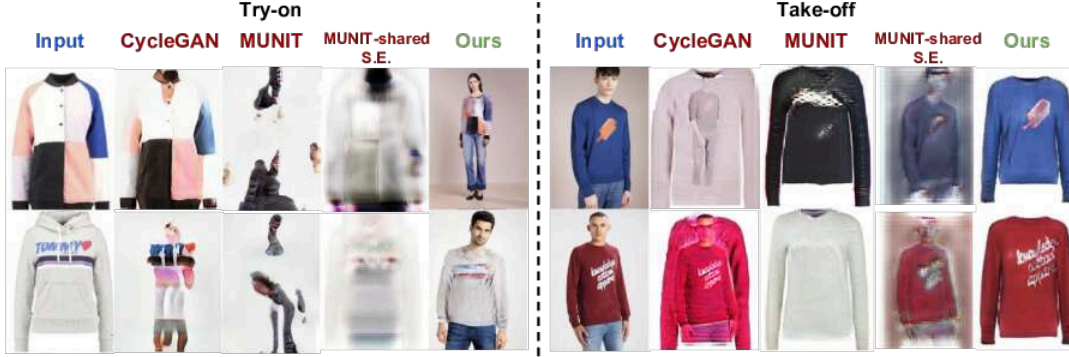 Try-on
Take-off
Input CycleGAN MUNIT MUNIT-shared S.E. Ours
Input CycleGAN MUNIT MUNIT-shared S.E. Ours
TOMMY